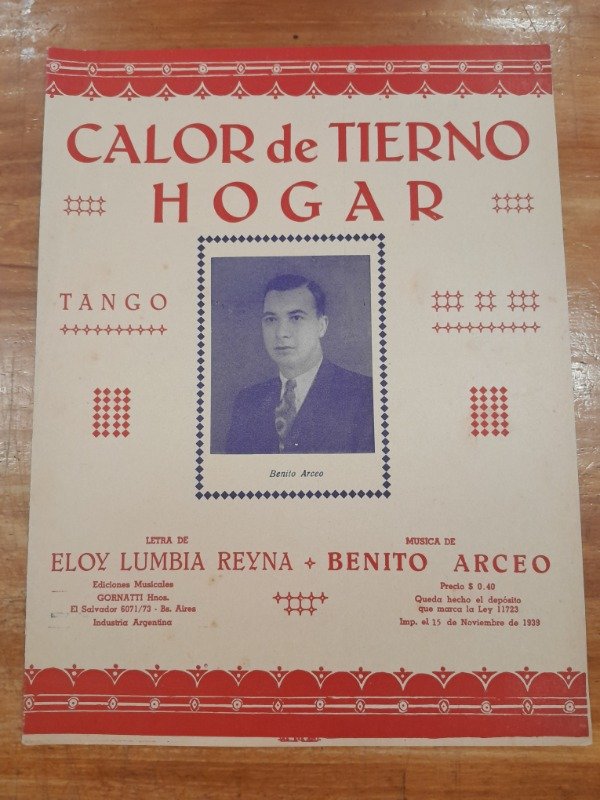 CALOR de TIERNO
HOGAR
TANGO
Benito Arceo
LETRA DE
ELOY LUMBIA REYNA
MUSICA DE
BENITO ARCEO
Ediciones Musicales
GORNATTI Hnos.
El Salvador 6071/73 - Bs. Aires
Industria Argentina
Precio $ 0.40
Queda hecho el depósito
que marca la Ley 11723
Imp. el 15 de Noviembre de 1939